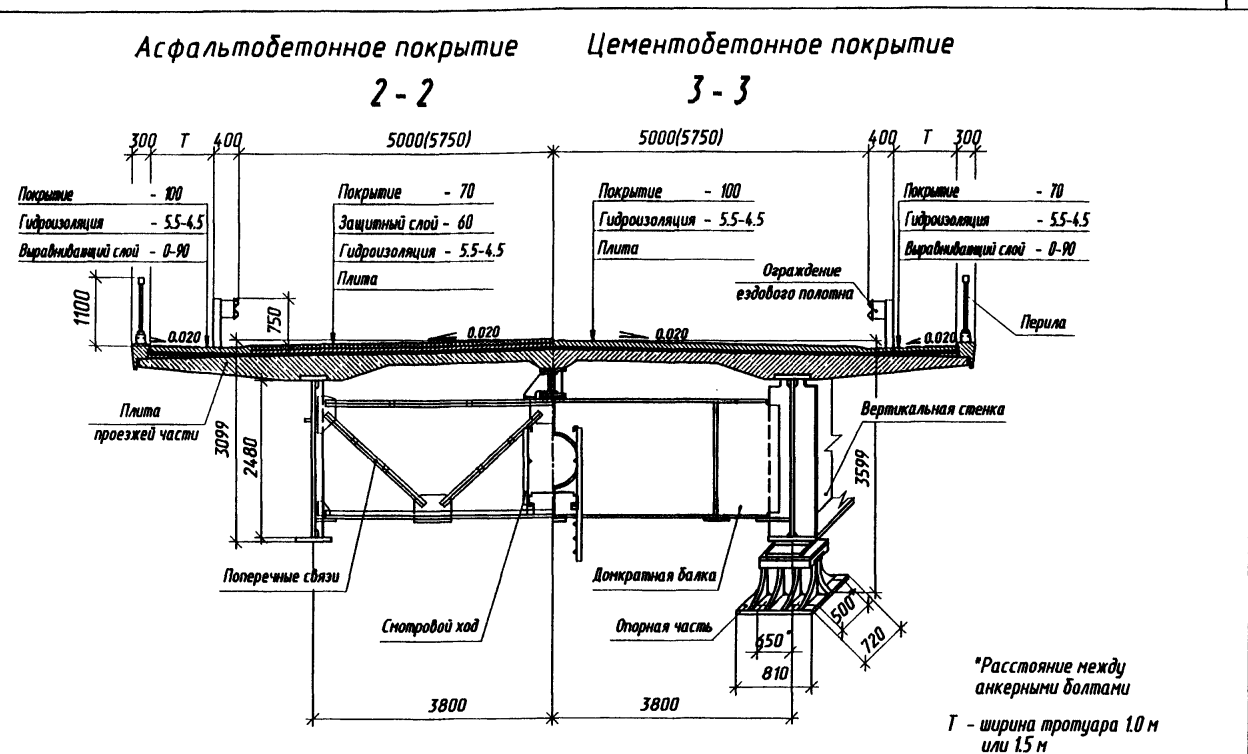 Асфальтобетонное покрытие
Цементобетонное покрытие
2 - 2
3 - 3
300 Т 400 5000(5750) 5000(5750) 400 Т 300
Покрытие - 100
Гидроизоляция - 5.5-4.5
Выравнивающий слой - 0-90
Покрытие - 70
Защитный слой - 60
Гидроизоляция - 5.5-4.5
Плита
Покрытие - 100
Гидроизоляция - 5.5-4.5
Плита
Покрытие - 70
Гидроизоляция - 5.5-4.5
Выравнивающий слой - 0-90
Ограждение
ездового полотна
Перила
1100
750
0.020
0.020
0.020
0.020
Плита
проезжей части
3099
2480
Вертикальная стенка
3599
Поперечные связи
Смотровой ход
Домкратная балка
Опорная часть
650*
810
500*
720
3800
3800
*Расстояние между
анкерными болтами
Т - ширина тротуара 1.0 м
или 1.5 м